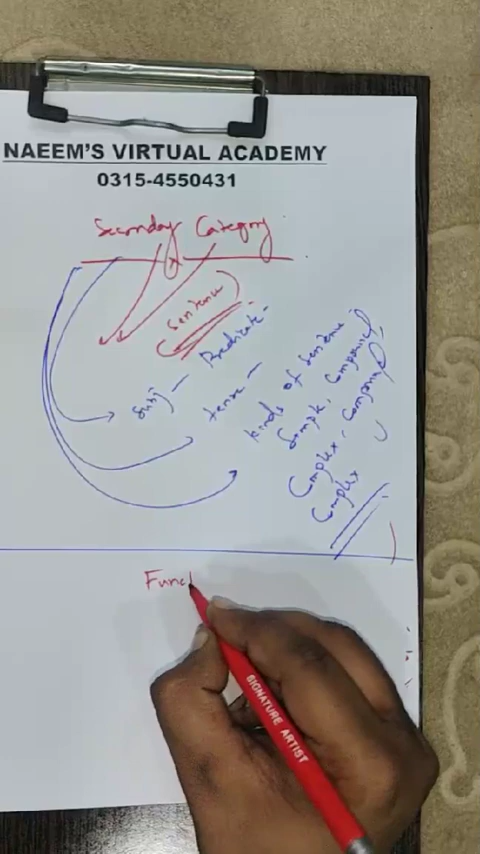 NAEEM'S VIRTUAL ACADEMY
0315-4550431
Seconday Category
Sentence
Subj - Predicate -
tense -
kinds of sentence
Simple, Compound
Complex, Compound
Complex
Func
SIGNATURE ARTIST